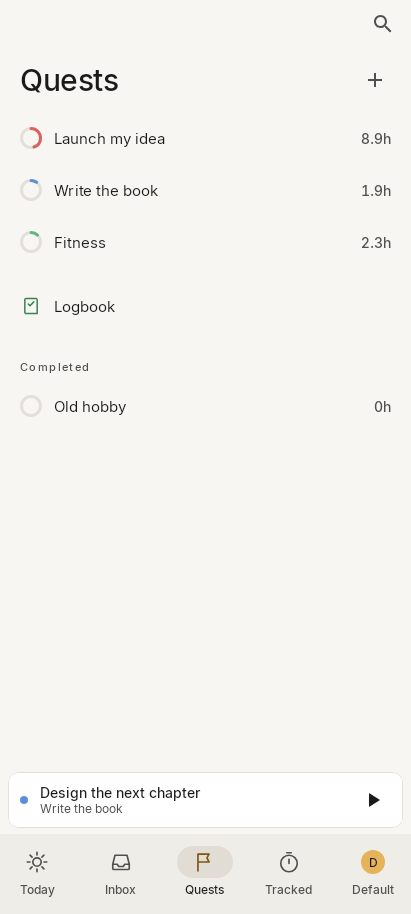 Quests
Launch my idea 8.9h
Write the book 1.9h
Fitness 2.3h
Logbook
Completed
Old hobby 0h
Design the next chapter
Write the book
D
Today Inbox Quests Tracked Default